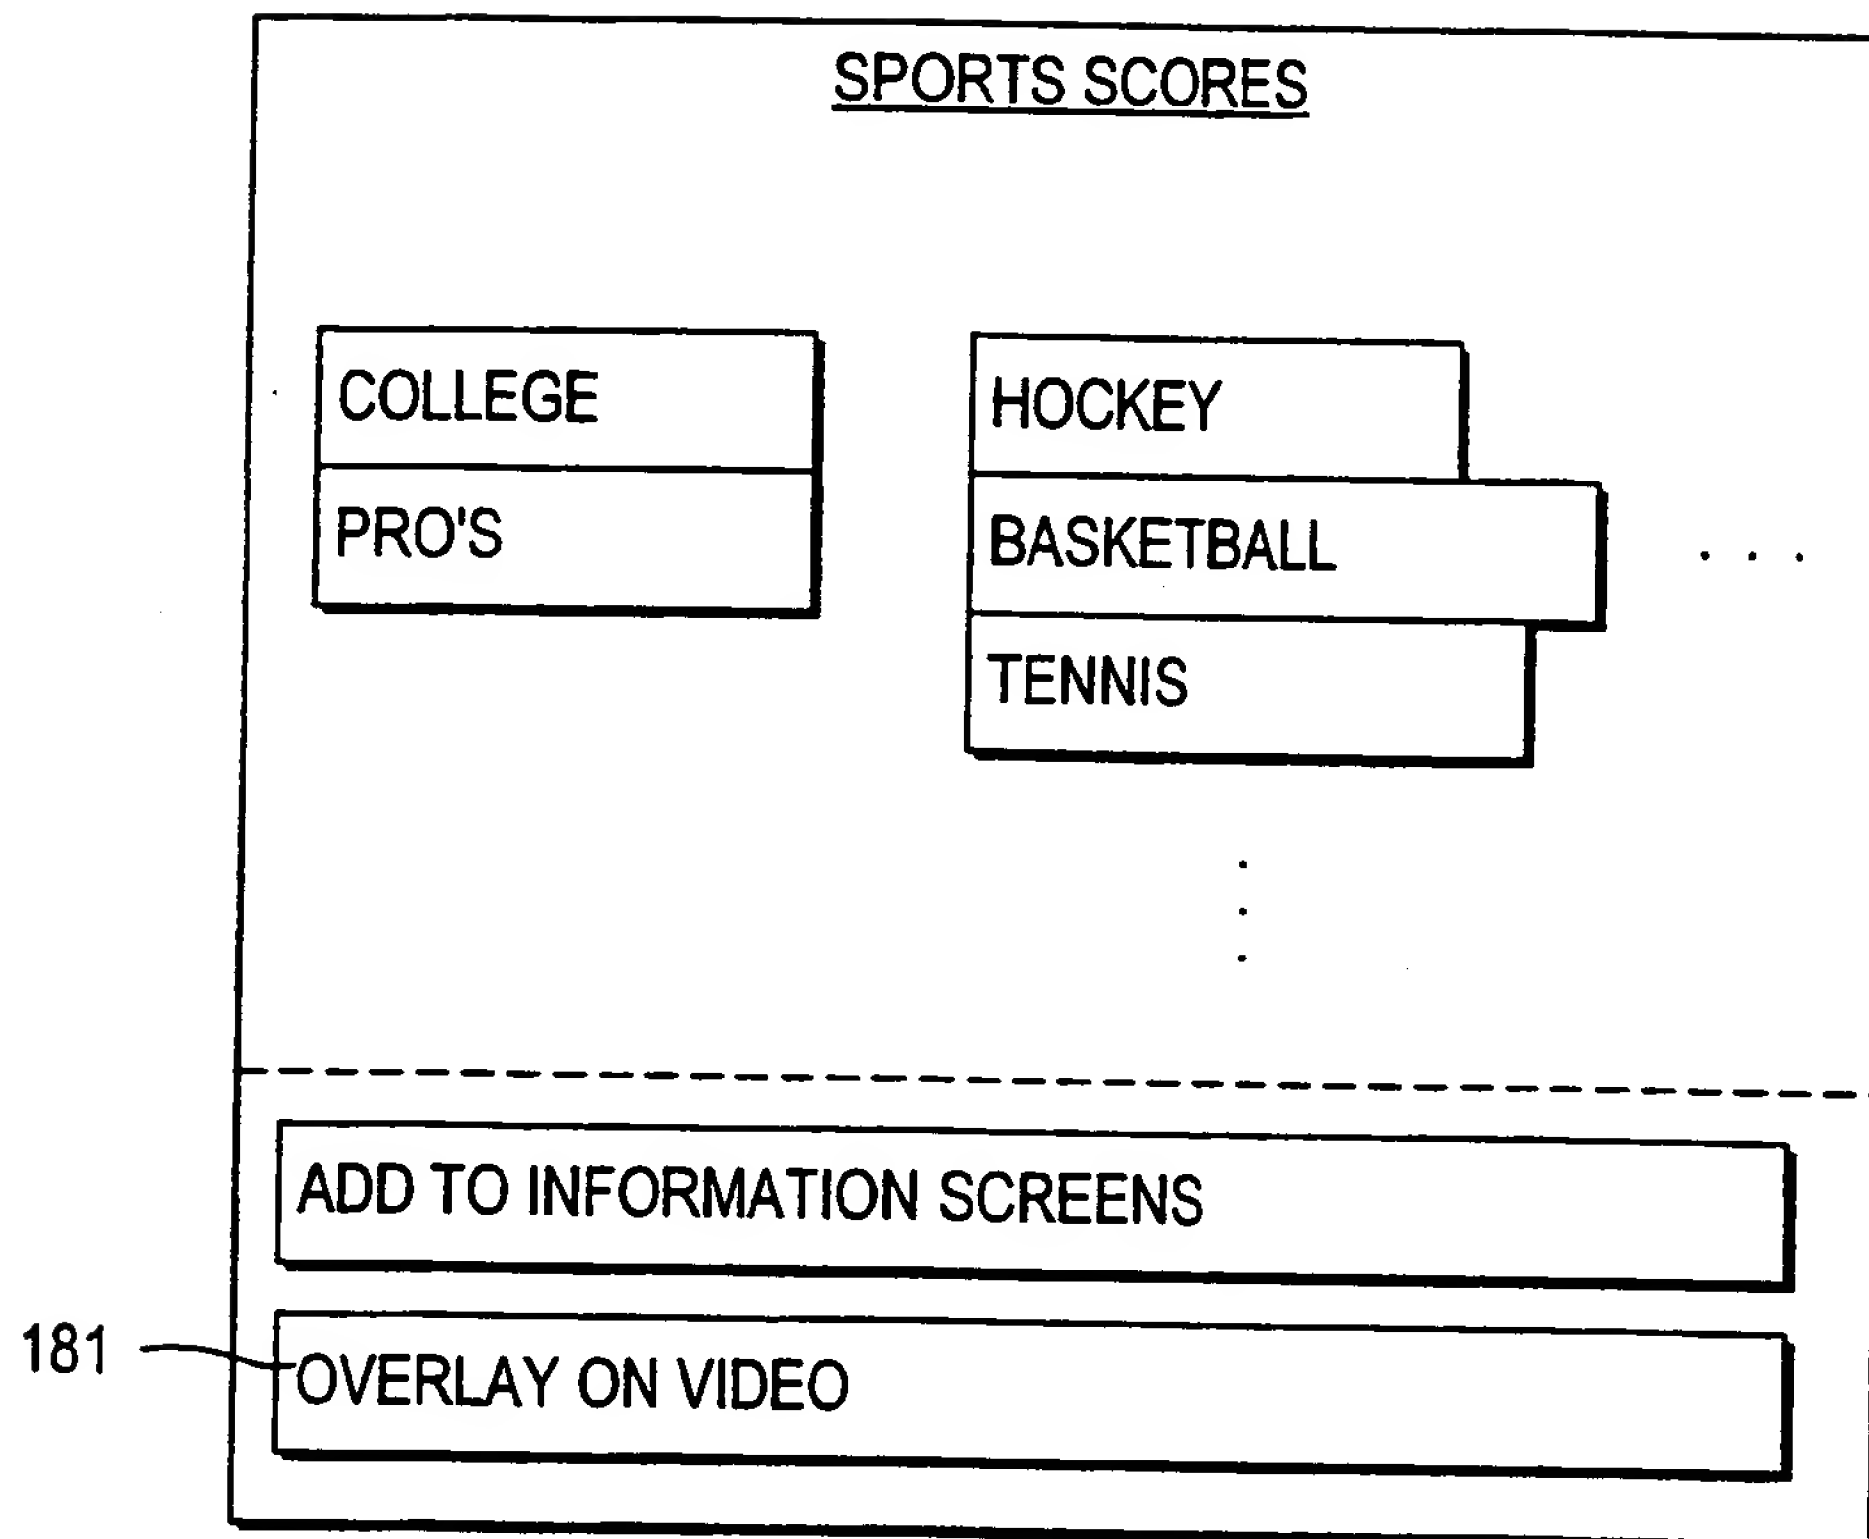 SPORTS SCORES
COLLEGE
PRO'S
HOCKEY
BASKETBALL
. . .
TENNIS
.
.
.
ADD TO INFORMATION SCREENS
181
OVERLAY ON VIDEO